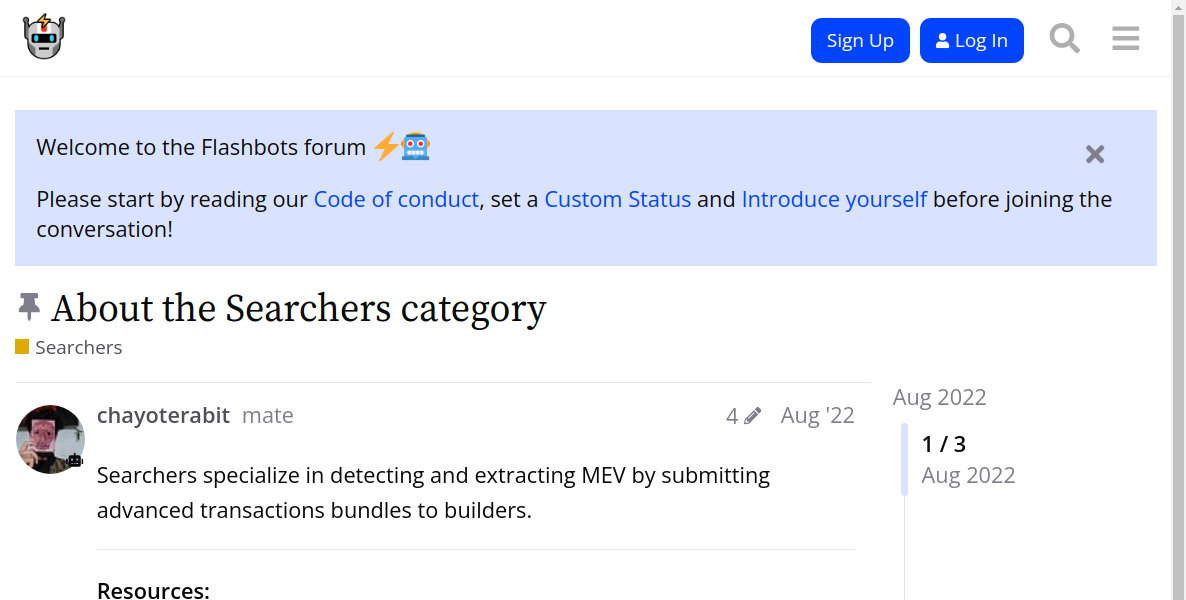 Sign Up
Log In
Welcome to the Flashbots forum
Please start by reading our Code of conduct, set a Custom Status and Introduce yourself before joining the
conversation!
About the Searchers category
Searchers
chayoterabit mate 4 Aug '22
Searchers specialize in detecting and extracting MEV by submitting
advanced transactions bundles to builders.
Resources:
Aug 2022
1 / 3
Aug 2022